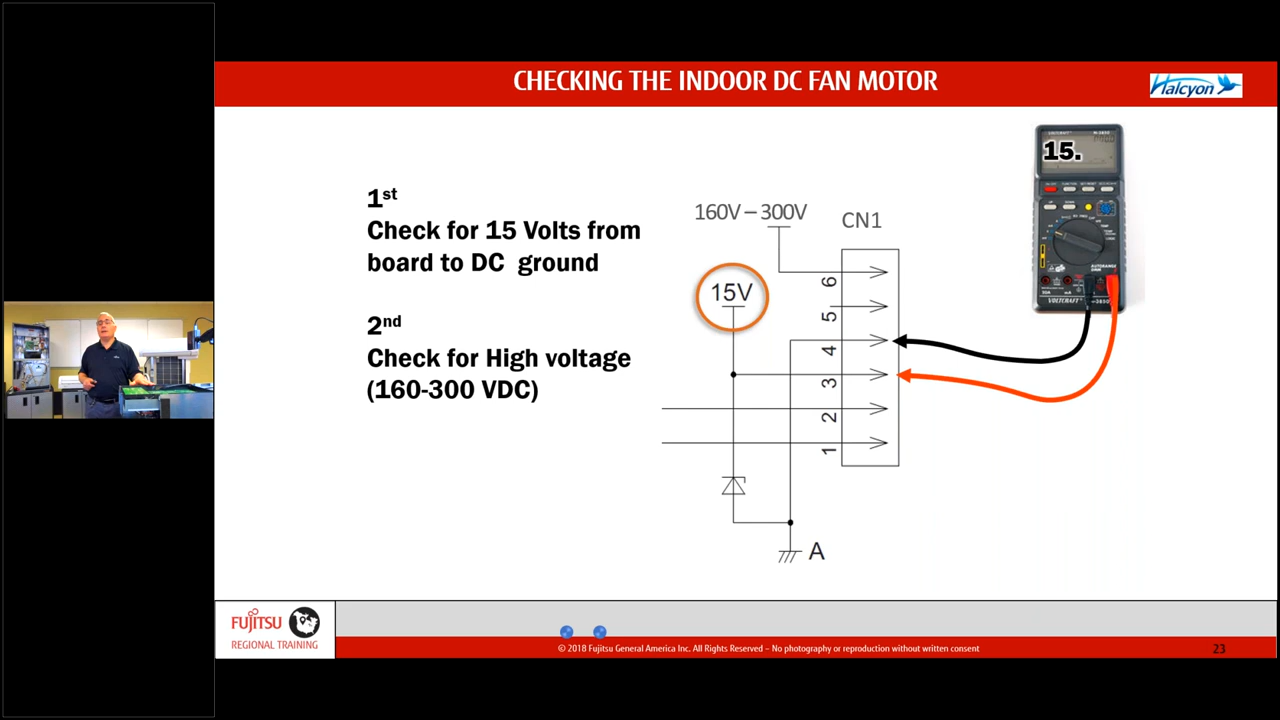 CHECKING THE INDOOR DC FAN MOTOR
Halcyon
1st
Check for 15 Volts from
board to DC ground
2nd
Check for High voltage
(160-300 VDC)
160V – 300V
CN1
15V
6
5
4
3
2
1
A
15.
VOLTCRAFT
FUJITSU
REGIONAL TRAINING
© 2018 Fujitsu General America Inc. All Rights Reserved – No photography or reproduction without written consent
23